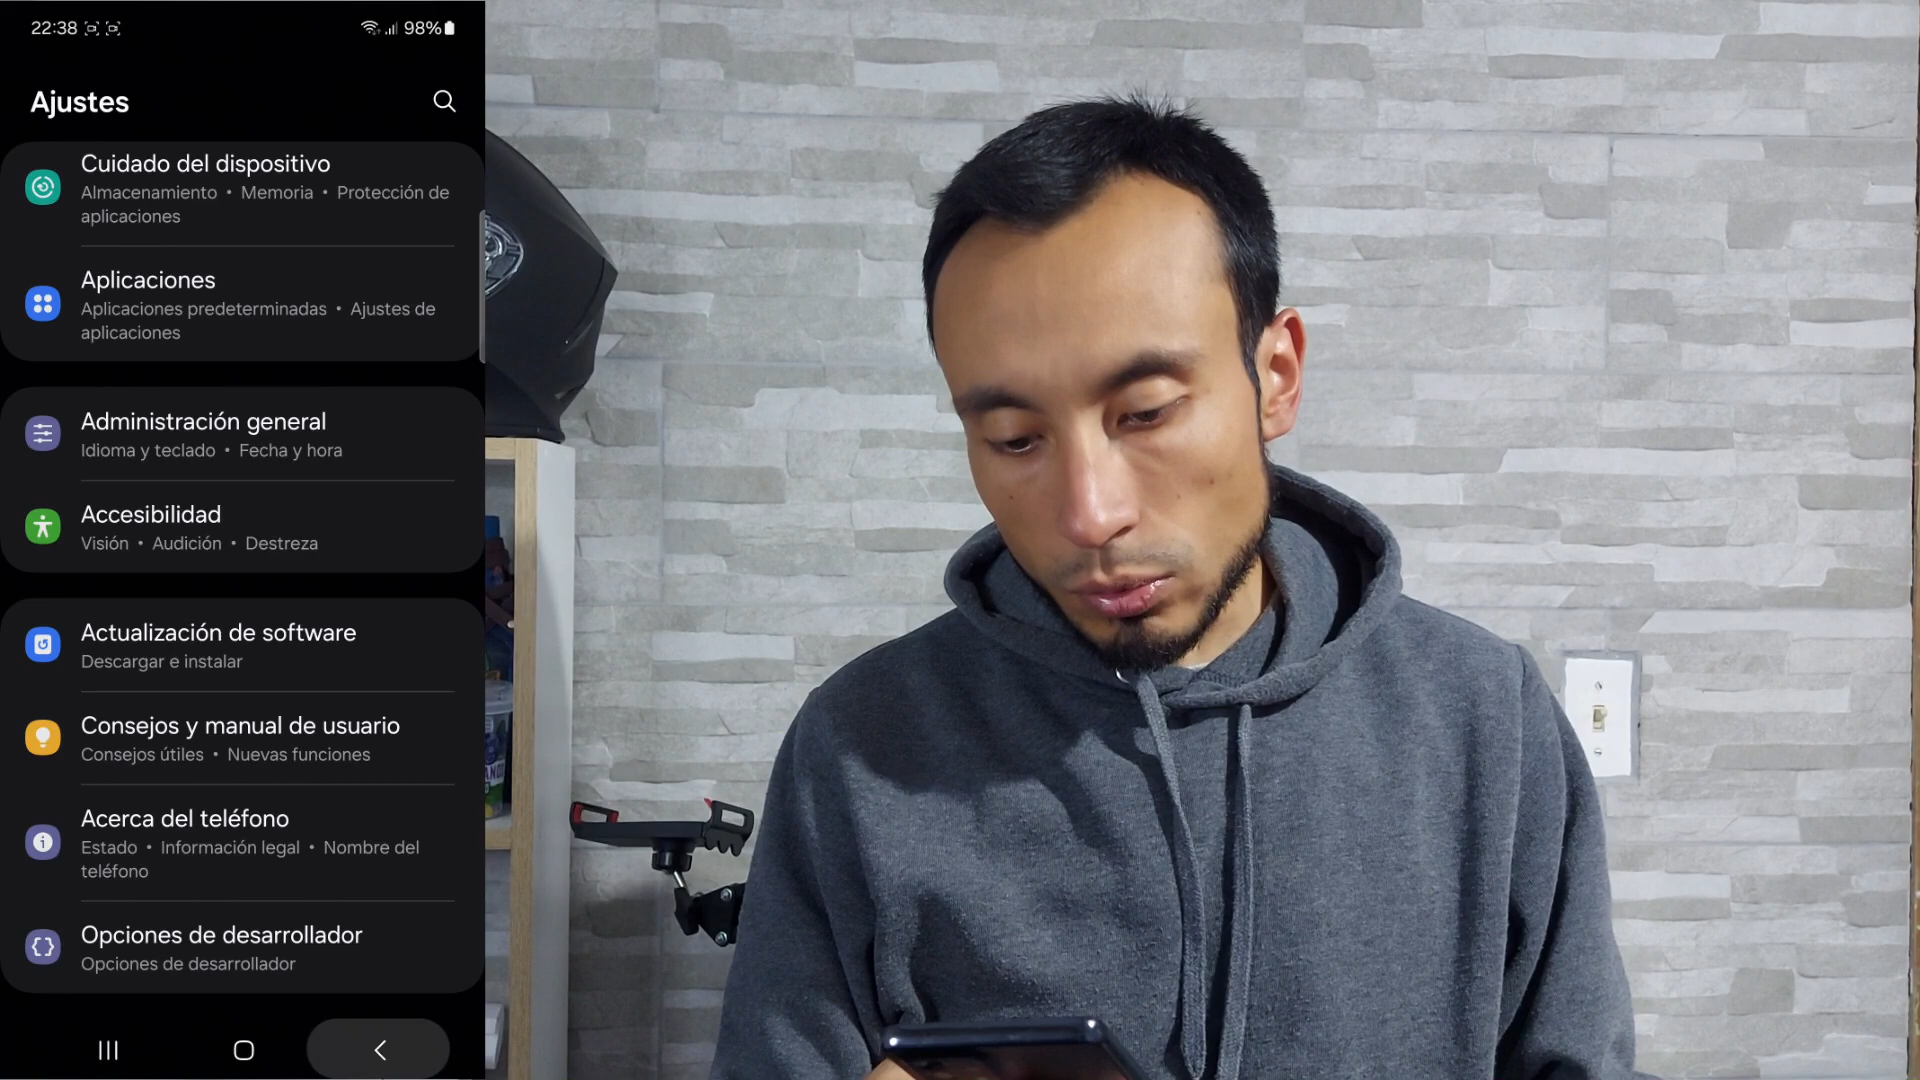 22:38 98%
Ajustes
Cuidado del dispositivo
Almacenamiento • Memoria • Protección de
aplicaciones
Aplicaciones
Aplicaciones predeterminadas • Ajustes de
aplicaciones
Administración general
Idioma y teclado • Fecha y hora
Accesibilidad
Visión • Audición • Destreza
Actualización de software
Descargar e instalar
Consejos y manual de usuario
Consejos útiles • Nuevas funciones
Acerca del teléfono
Estado • Información legal • Nombre del
teléfono
Opciones de desarrollador
Opciones de desarrollador